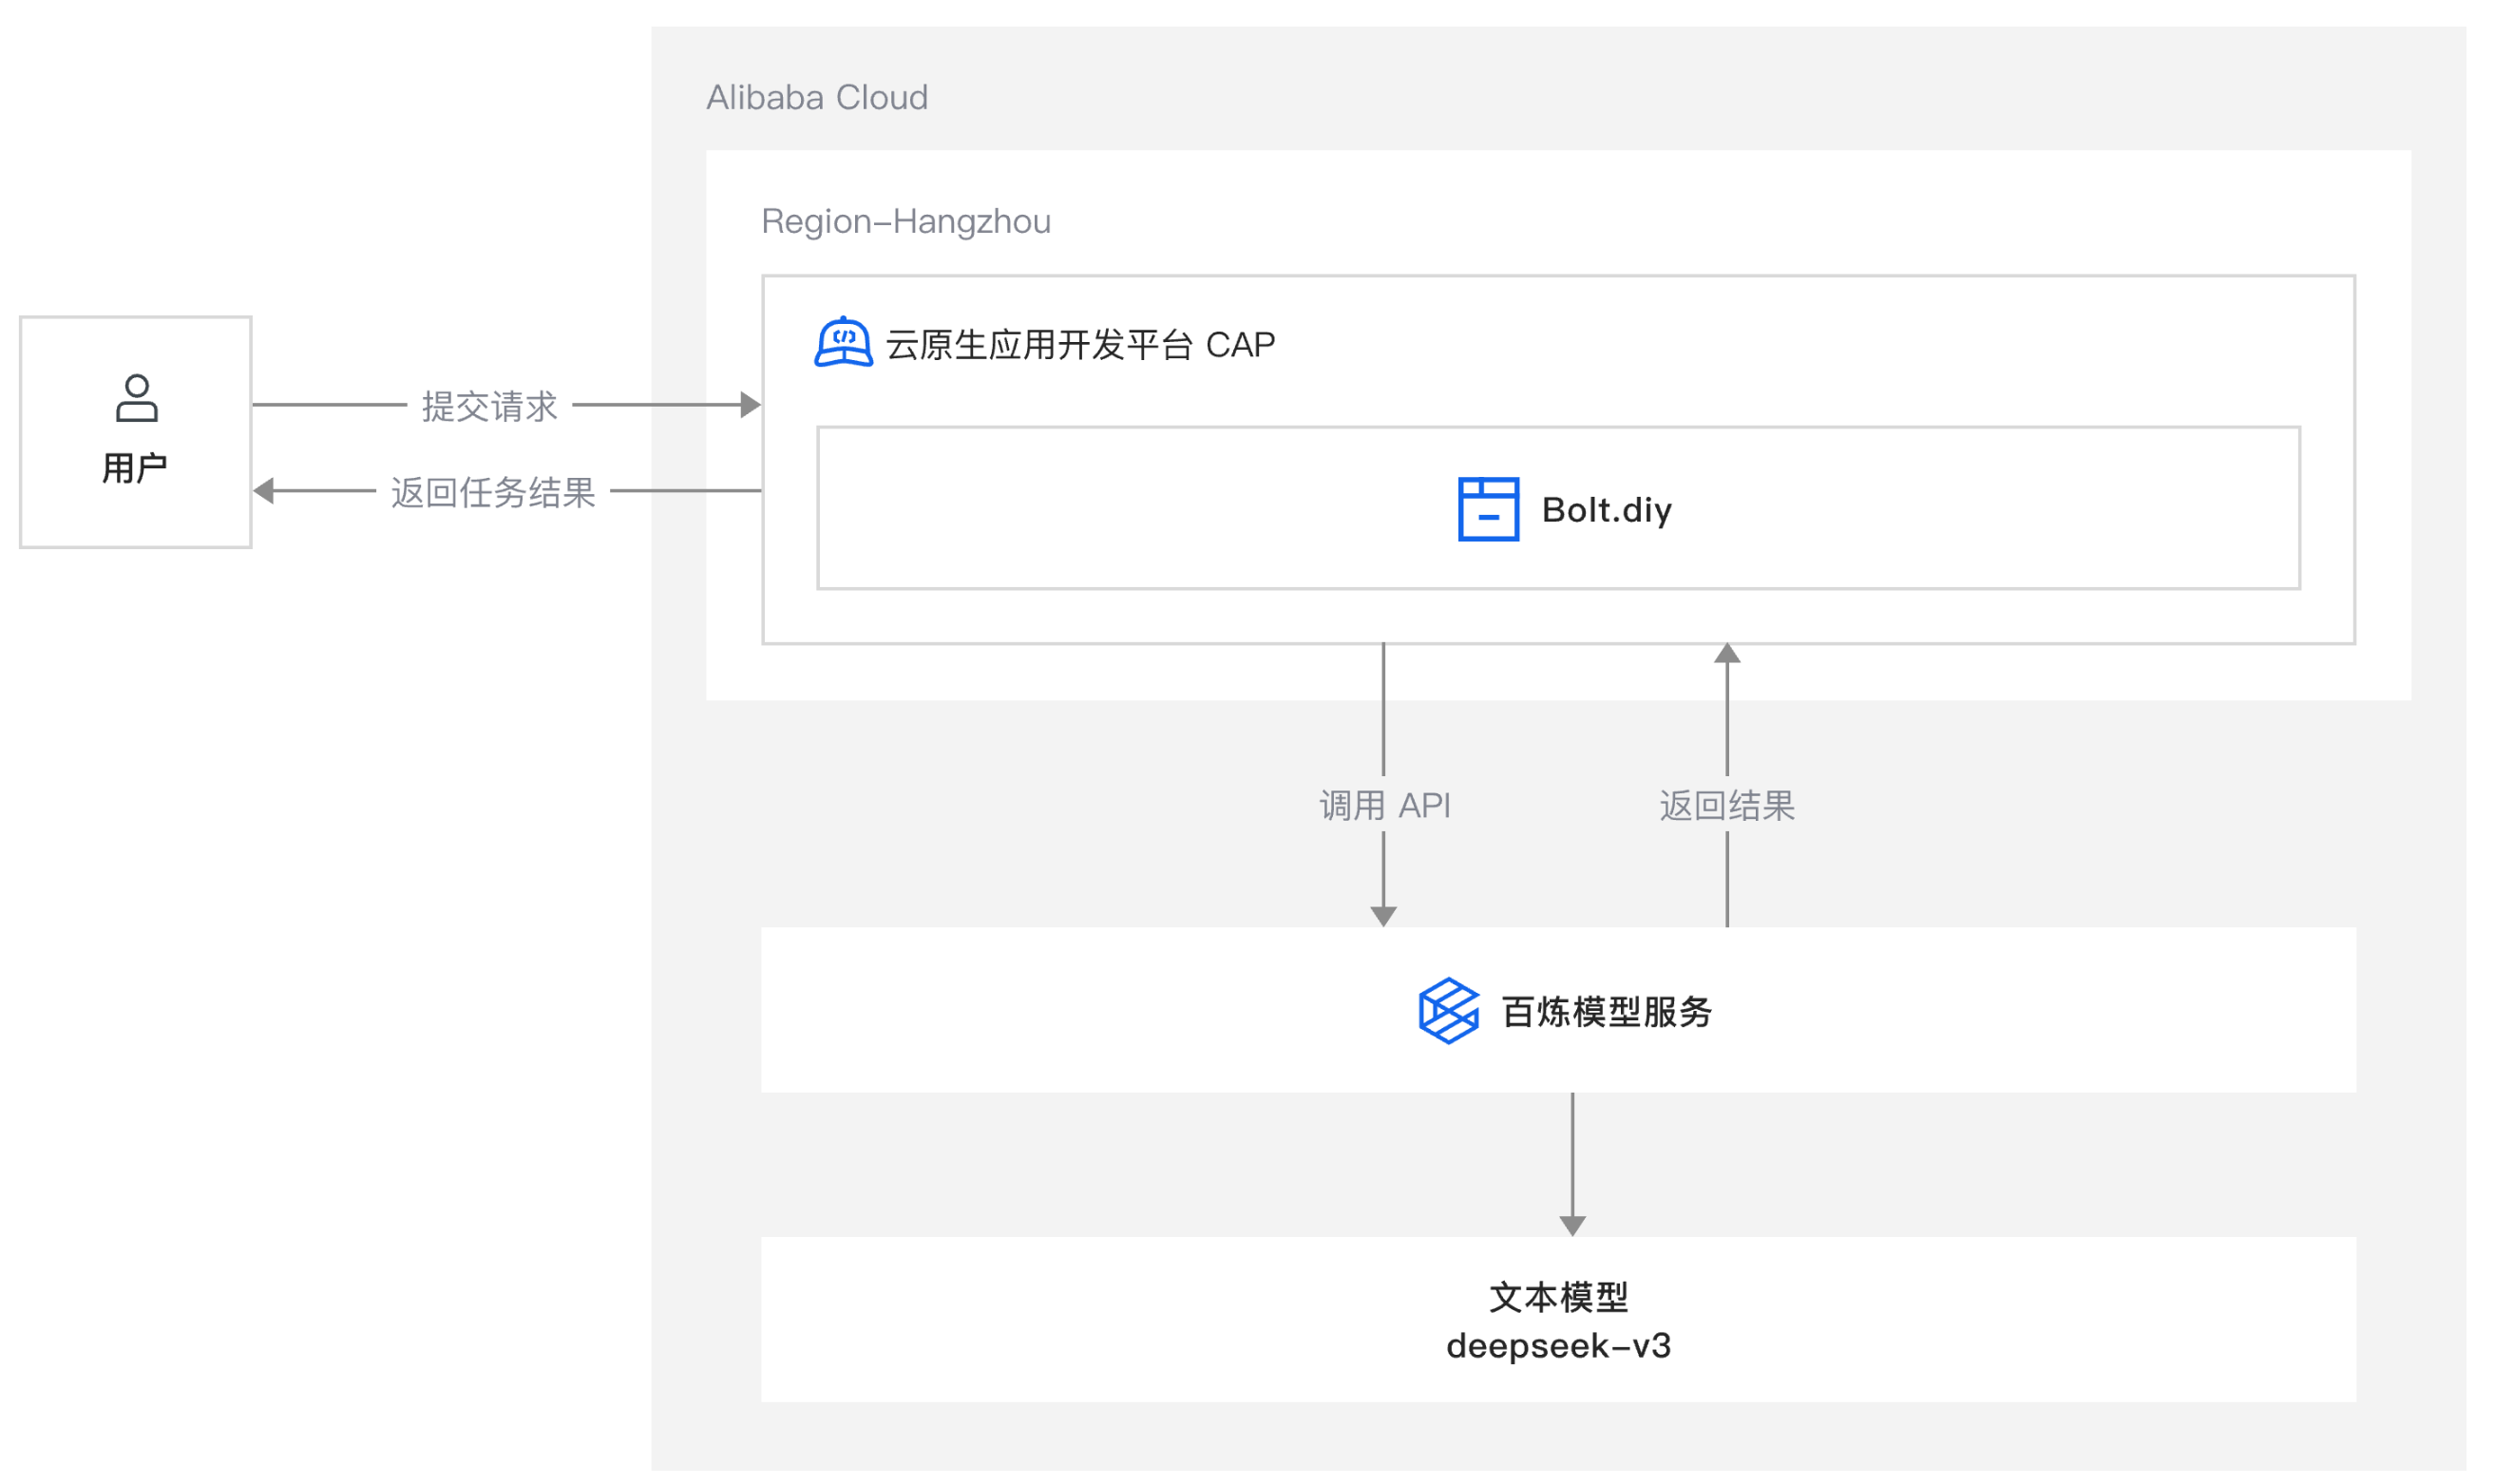 Alibaba Cloud
Region-Hangzhou
云原生应用开发平台 CAP
提交请求
用户
返回任务结果
Bolt.diy
调用 API
返回结果
百炼模型服务
文本模型
deepseek-v3